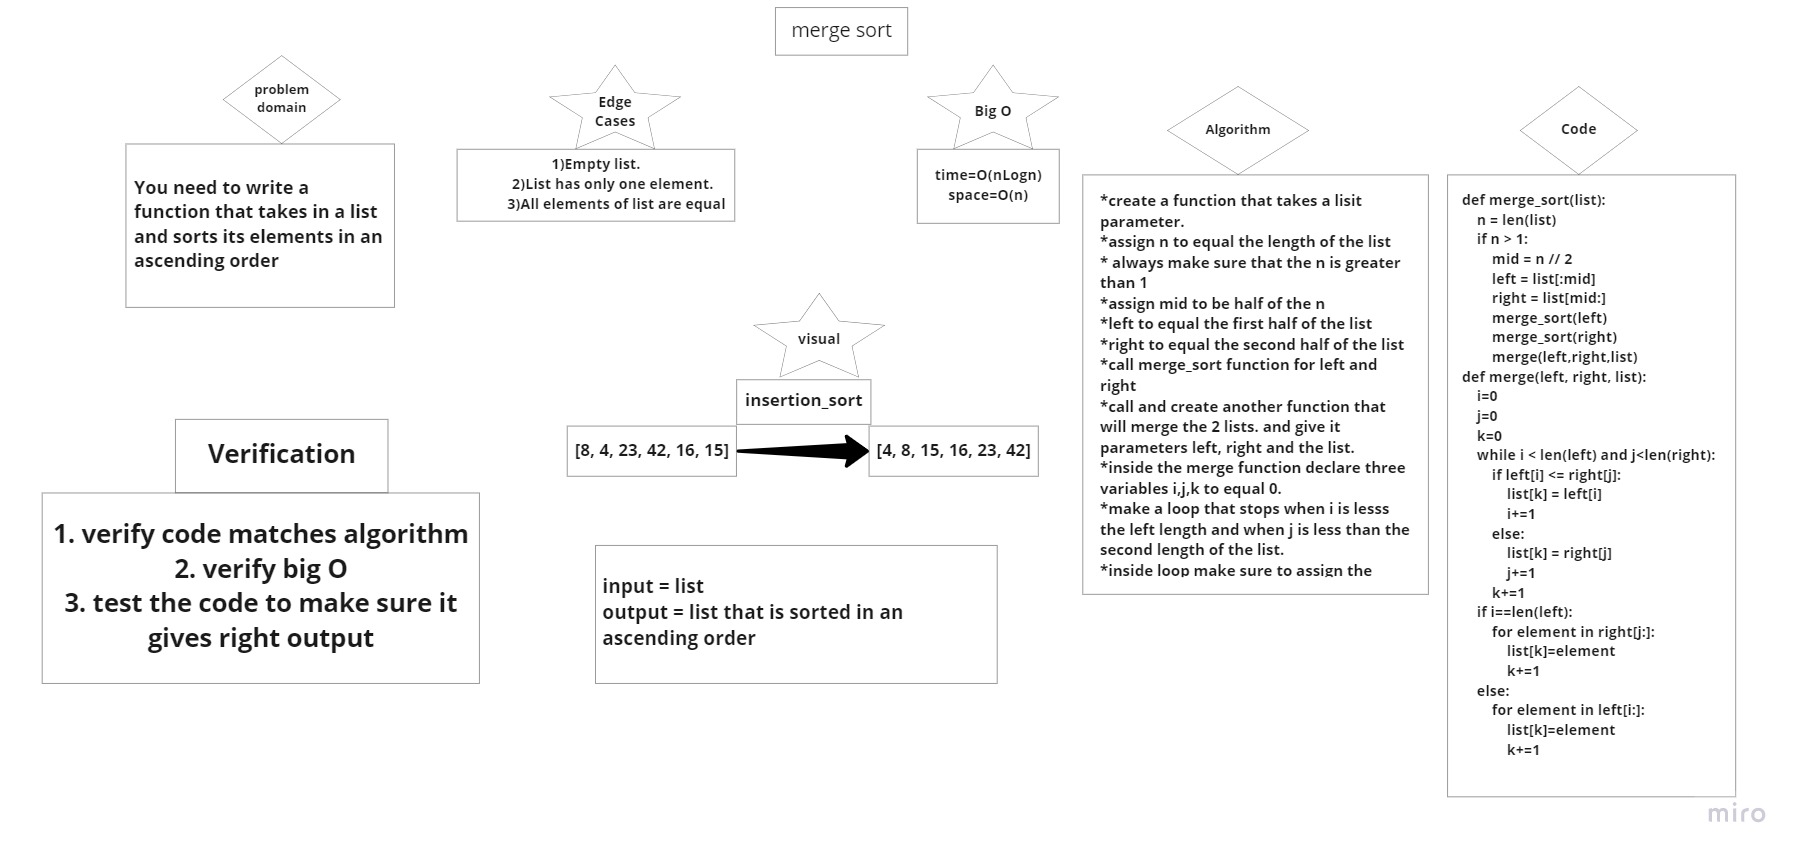 merge sort
problem
domain
You need to write a
function that takes in a list
and sorts its elements in an
ascending order
Edge
Cases
1)Empty list.
2)List has only one element.
3)All elements of list are equal
Big O
time=O(nLogn)
space=O(n)
visual
insertion_sort
[8, 4, 23, 42, 16, 15]
[4, 8, 15, 16, 23, 42]
Verification
1. verify code matches algorithm
2. verify big O
3. test the code to make sure it
gives right output
input = list
output = list that is sorted in an
ascending order
Algorithm
*create a function that takes a lisit
parameter.
*assign n to equal the length of the list
* always make sure that the n is greater
than 1
*assign mid to be half of the n
*left to equal the first half of the list
*right to equal the second half of the list
*call merge_sort function for left and
right
*call and create another function that
will merge the 2 lists. and give it
parameters left, right and the list.
*inside the merge function declare three
variables i,j,k to equal 0.
*make a loop that stops when i is lesss
the left length and when j is less than the
second length of the list.
*inside loop make sure to assign the
Code
def merge_sort(list):
    n = len(list)
    if n > 1:
        mid = n // 2
        left = list[:mid]
        right = list[mid:]
        merge_sort(left)
        merge_sort(right)
        merge(left,right,list)
def merge(left, right, list):
    i=0
    j=0
    k=0
    while i < len(left) and j<len(right):
        if left[i] <= right[j]:
            list[k] = left[i]
            i+=1
        else:
            list[k] = right[j]
            j+=1
        k+=1
    if i==len(left):
        for element in right[j:]:
            list[k]=element
            k+=1
    else:
        for element in left[i:]:
            list[k]=element
            k+=1
miro